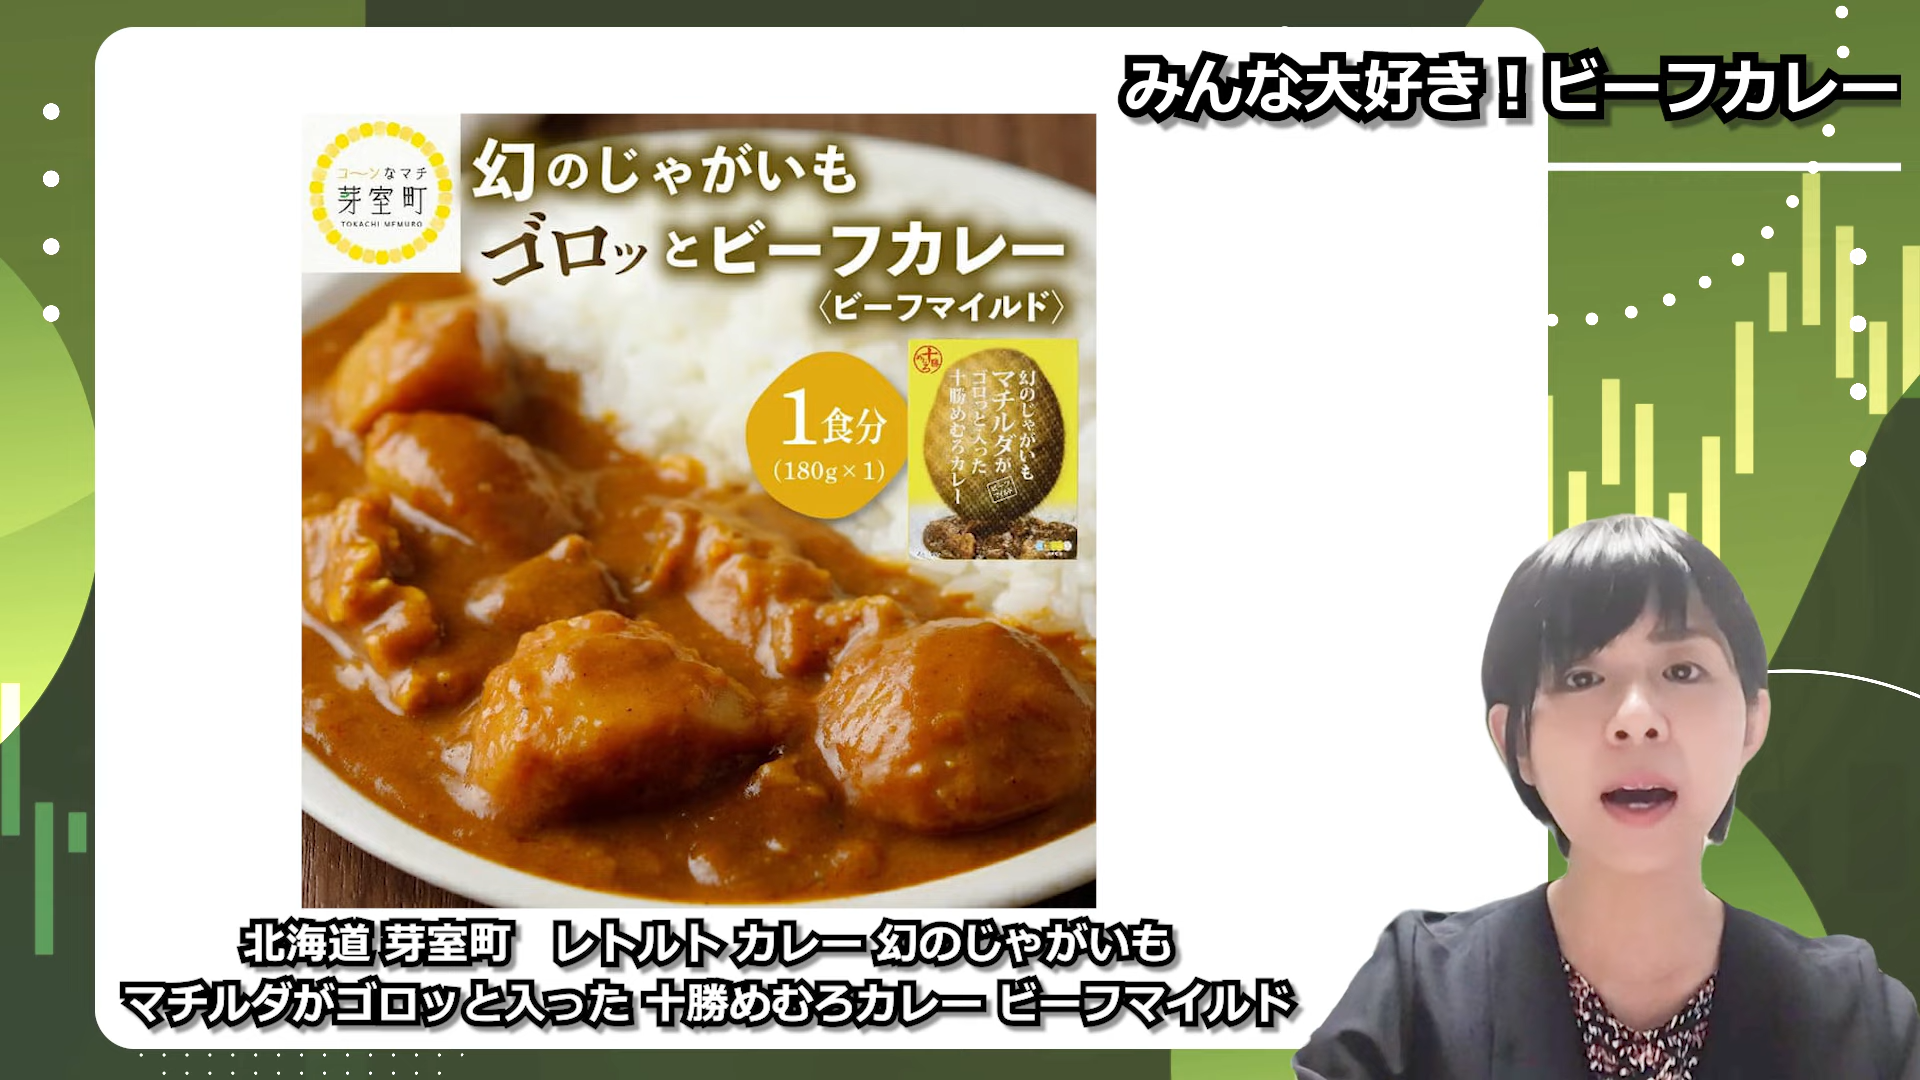 みんな大好き！ビーフカレー
コ〜ンなマチ
芽室町
TOKACHI MEMURO
幻のじゃがいも
ゴロッとビーフカレー
〈ビーフマイルド〉
1食分
（180g×1）
幻のじゃがいも
マチルダが
ゴロっと入った
十勝めむろカレー
北海道 芽室町　レトルト カレー 幻のじゃがいも
マチルダがゴロッと入った 十勝めむろカレー ビーフマイルド